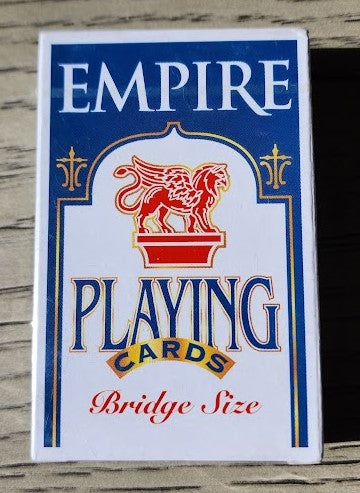 EMPIRE
PLAYING
CARDS
Bridge Size